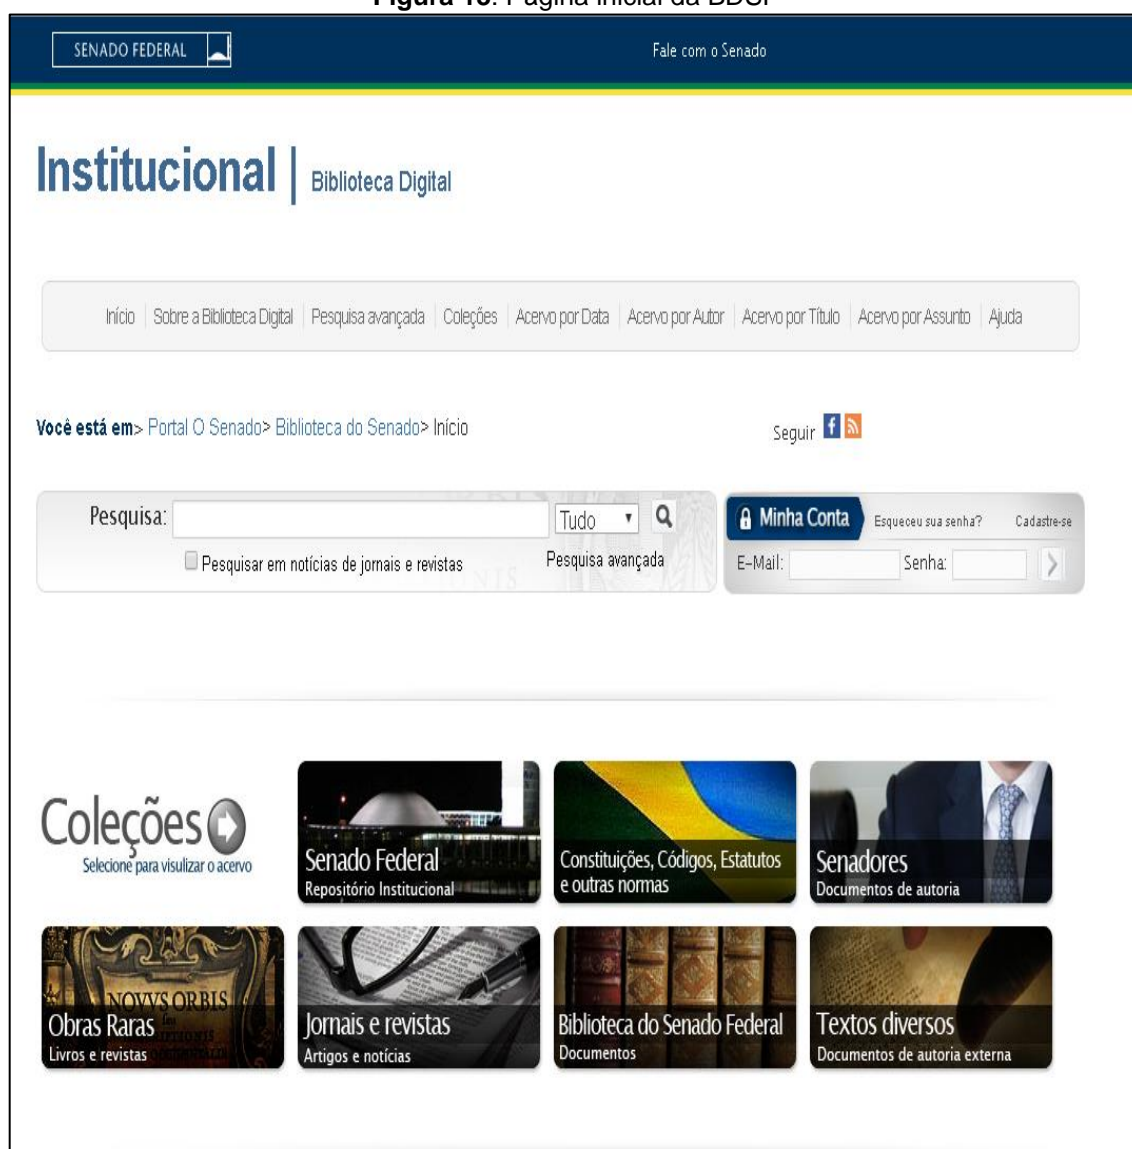 Figura 16. Página inicial da BDSF
SENADO FEDERAL
Fale com o Senado
Institucional | Biblioteca Digital
Início Sobre a Biblioteca Digital Pesquisa avançada Coleções Acervo por Data Acervo por Autor Acervo por Título Acervo por Assunto Ajuda
Você está em> Portal O Senado> Biblioteca do Senado> Início
Seguir
Pesquisa:
Tudo
Pesquisar em notícias de jornais e revistas
Pesquisa avançada
Minha Conta Esqueceu sua senha? Cadastre-se
E-Mail: Senha:
Coleções
Selecione para visulizar o acervo
Senado Federal
Repositório Institucional
Constituições, Códigos, Estatutos
e outras normas
Senadores
Documentos de autoria
NOVVS ORBIS
Obras Raras
Livros e revistas
Jornais e revistas
Artigos e notícias
Biblioteca do Senado Federal
Documentos
Textos diversos
Documentos de autoria externa